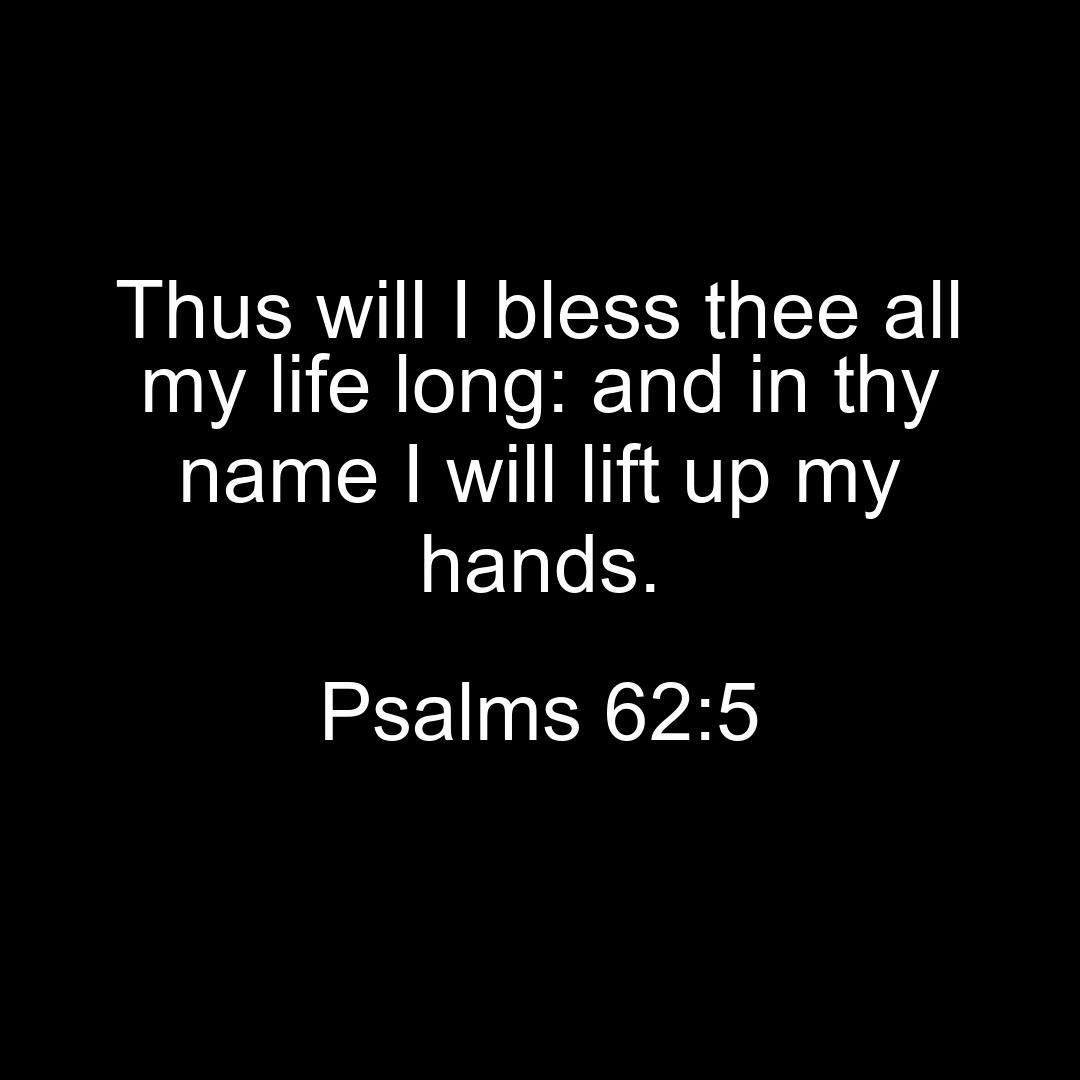 Thus will I bless thee all
my life long: and in thy
name I will lift up my
hands.
Psalms 62:5